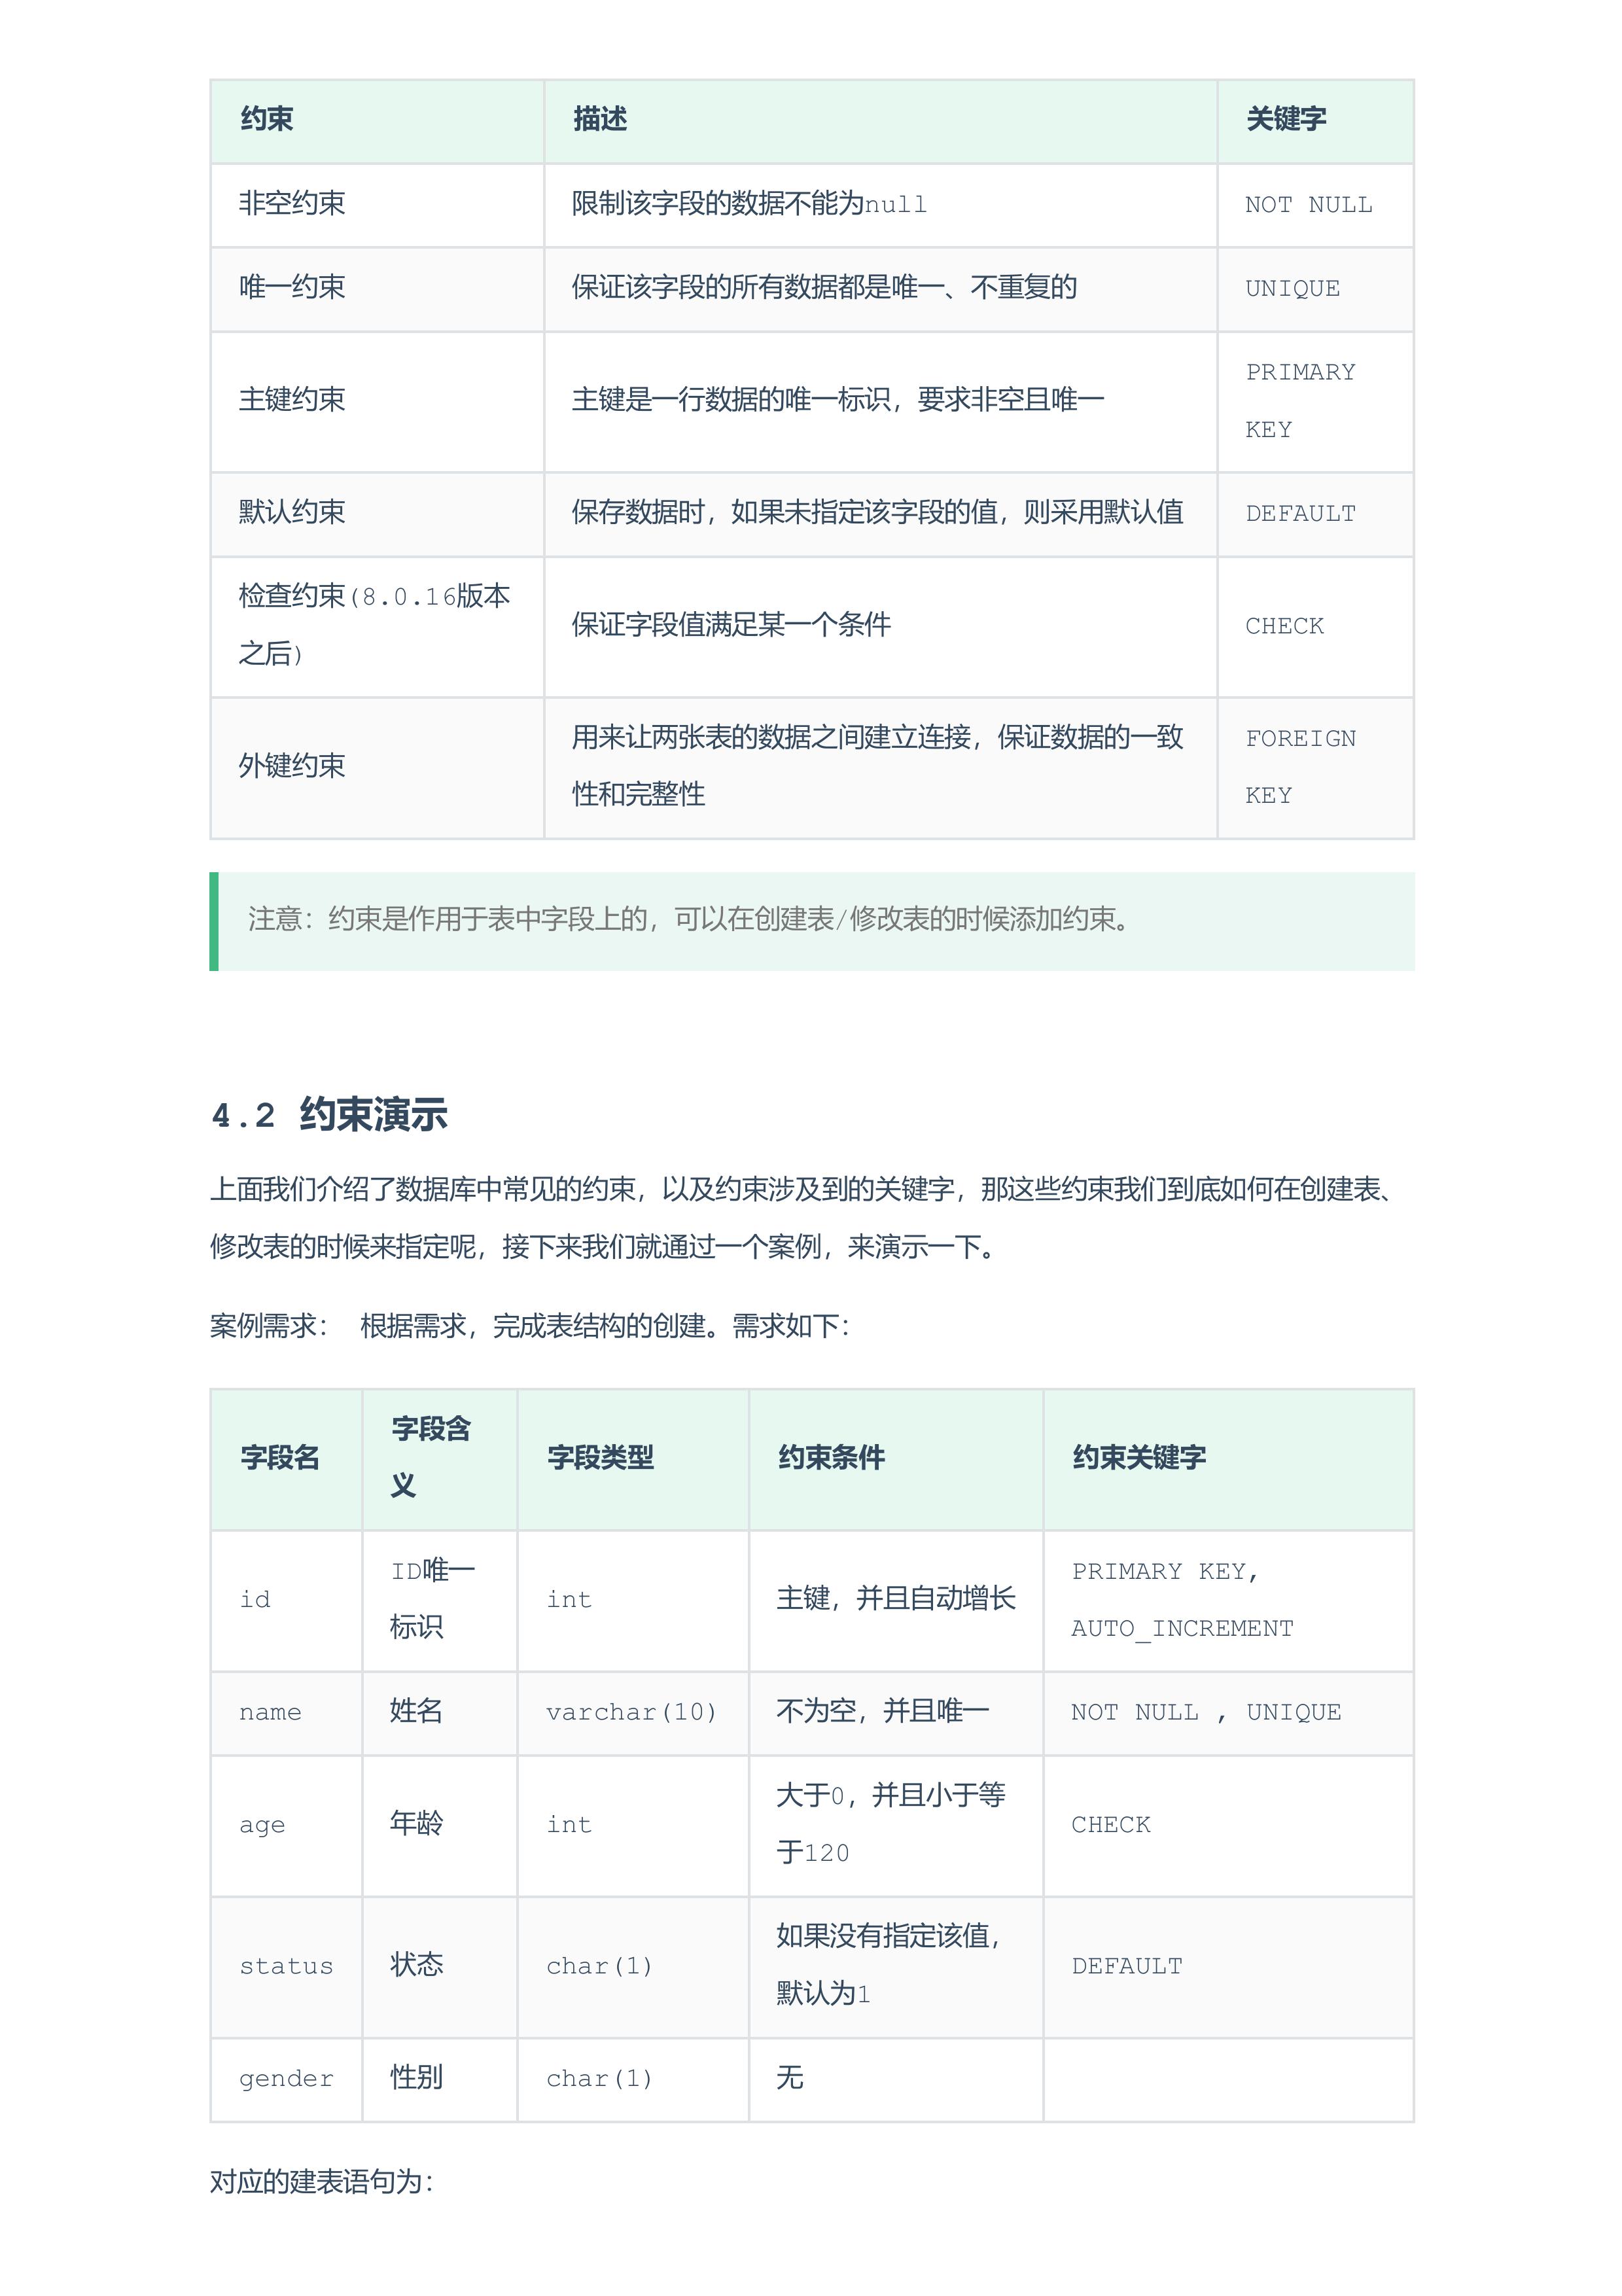 约束 描述 关键字
非空约束 限制该字段的数据不能为null NOT NULL
唯一约束 保证该字段的所有数据都是唯一、不重复的 UNIQUE
主键约束 主键是一行数据的唯一标识，要求非空且唯一 PRIMARY
KEY
默认约束 保存数据时，如果未指定该字段的值，则采用默认值 DEFAULT
检查约束(8.0.16版本
之后) 保证字段值满足某一个条件 CHECK
外键约束 用来让两张表的数据之间建立连接，保证数据的一致
性和完整性 FOREIGN
KEY
注意：约束是作用于表中字段上的，可以在创建表/修改表的时候添加约束。
4.2 约束演示
上面我们介绍了数据库中常见的约束，以及约束涉及到的关键字，那这些约束我们到底如何在创建表、
修改表的时候来指定呢，接下来我们就通过一个案例，来演示一下。
案例需求： 根据需求，完成表结构的创建。需求如下：
字段名 字段含
义 字段类型 约束条件 约束关键字
id ID唯一
标识 int 主键，并且自动增长 PRIMARY KEY,
AUTO_INCREMENT
name 姓名 varchar(10) 不为空，并且唯一 NOT NULL , UNIQUE
age 年龄 int 大于0，并且小于等
于120 CHECK
status 状态 char(1) 如果没有指定该值，
默认为1 DEFAULT
gender 性别 char(1) 无
对应的建表语句为：